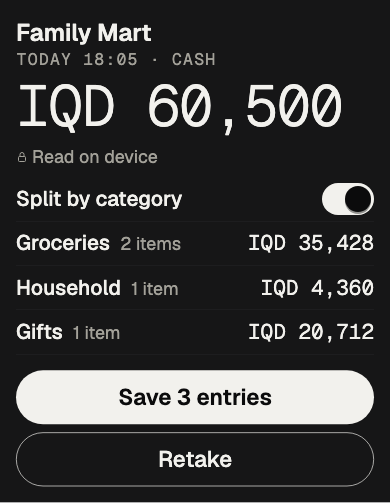 Family Mart
TODAY 18:05 · CASH
IQD 60,500
Read on device
Split by category
Groceries 2 items IQD 35,428
Household 1 item IQD 4,360
Gifts 1 item IQD 20,712
Save 3 entries
Retake